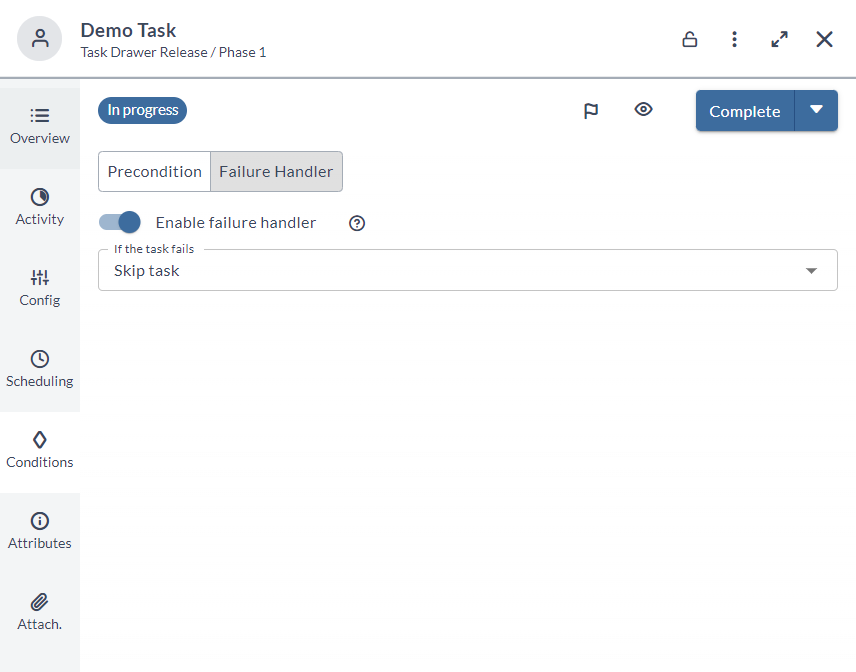 Demo Task
Task Drawer Release / Phase 1
In progress
Complete
Overview
Activity
Config
Scheduling
Conditions
Attributes
Attach.
Precondition
Failure Handler
Enable failure handler
If the task fails
Skip task